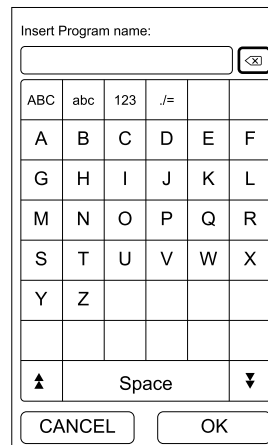 Insert Program name:
ABC abc 123 ./=
A B C D E F
G H I J K L
M N O P Q R
S T U V W X
Y Z
Space
CANCEL OK